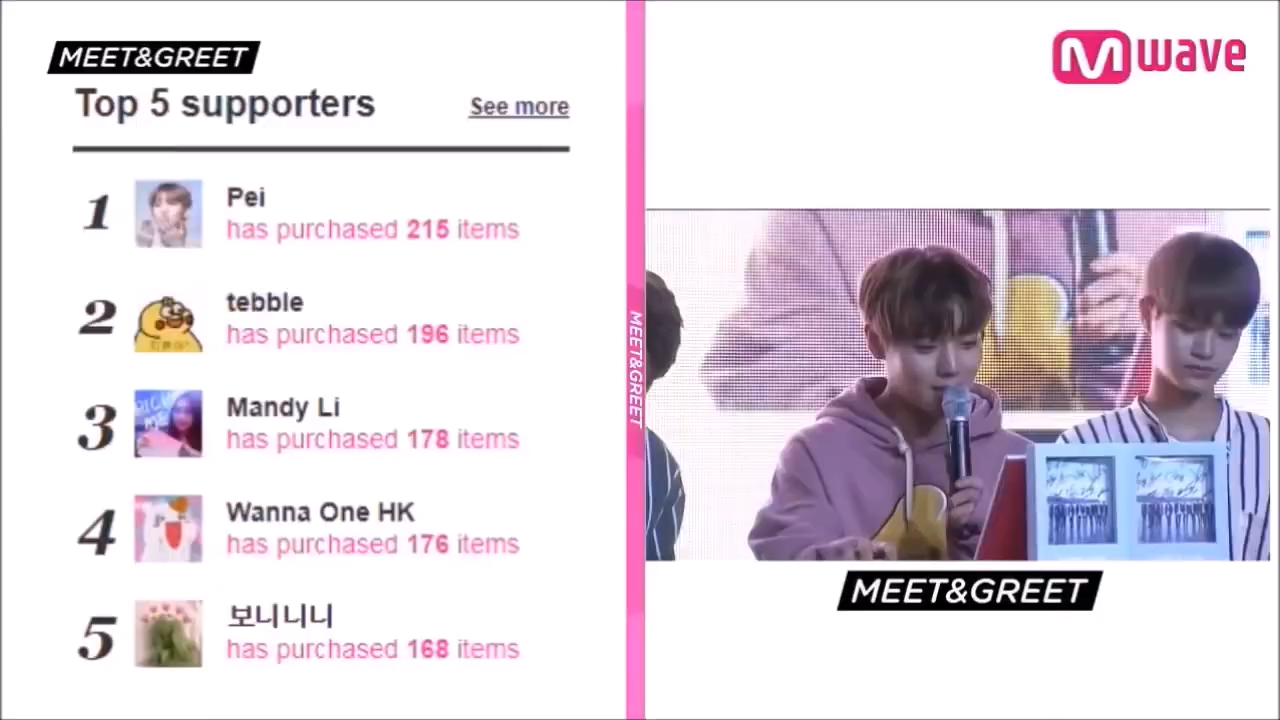 MEET&GREET
Top 5 supporters
See more
1
Pei
has purchased 215 items
2
tebble
has purchased 196 items
3
Mandy Li
has purchased 178 items
4
Wanna One HK
has purchased 176 items
5
보니니니
has purchased 168 items
MEET&GREET
M wave
MEET&GREET